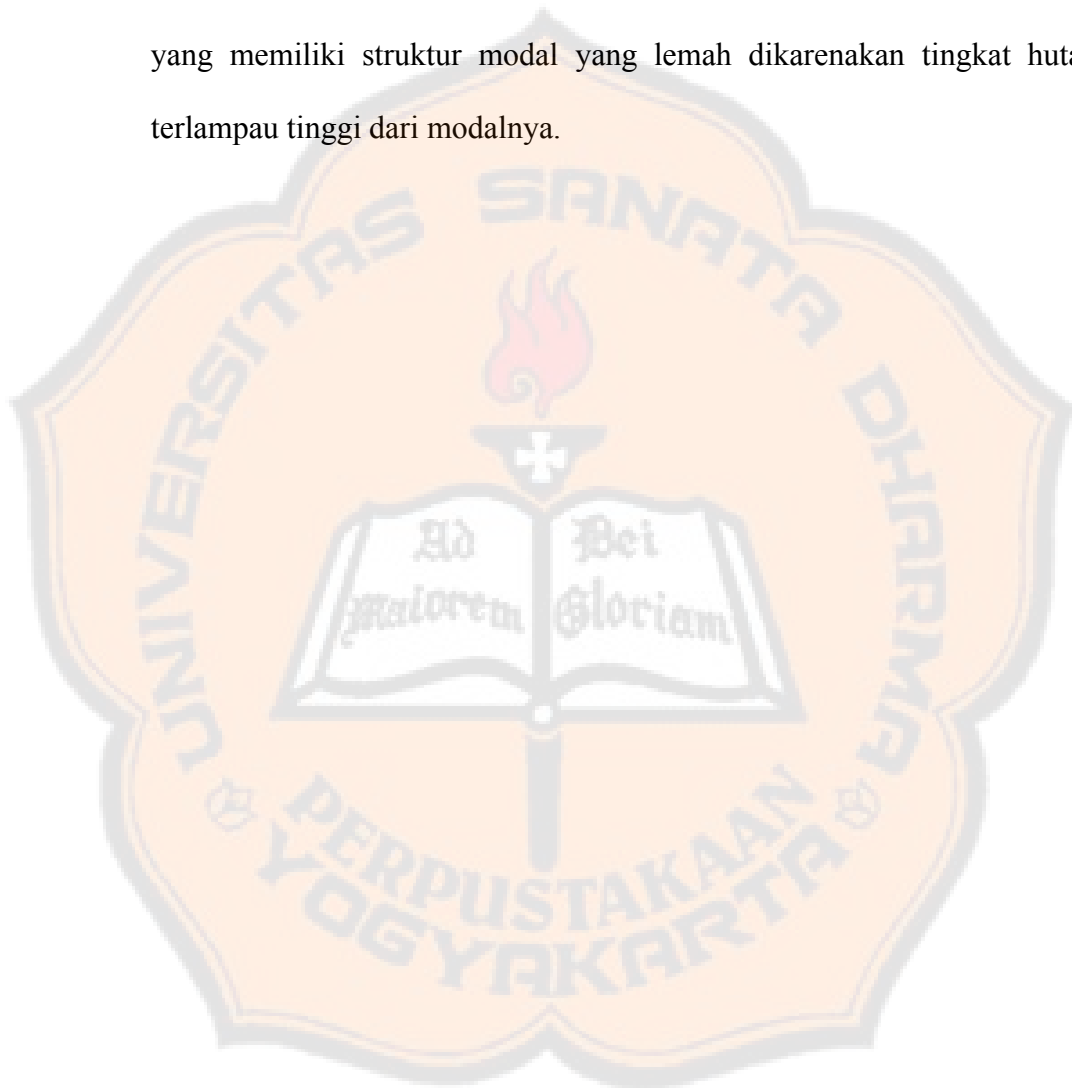 yang memiliki struktur modal yang lemah dikarenakan tingkat huta
terlampau tinggi dari modalnya.
UNIVERSITAS SANATA DHARMA
Ad
Maiorem
Dei
Gloriam
PERPUSTAKAAN
YOGYAKARTA